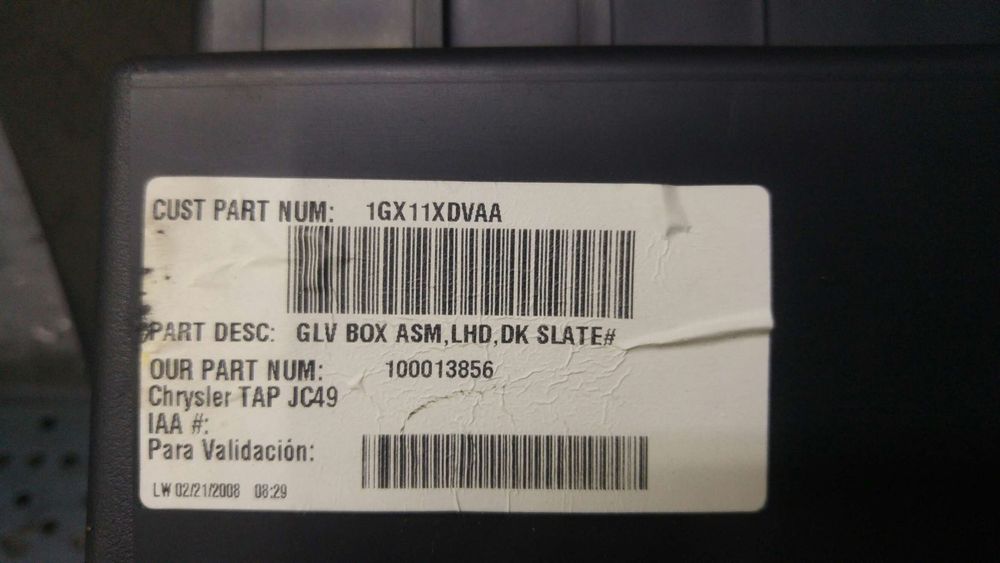 CUST PART NUM: 1GX11XDVAA
PART DESC: GLV BOX ASM,LHD,DK SLATE#
OUR PART NUM: 100013856
Chrysler TAP JC49
IAA #:
Para Validación:
LW 02/21/2008 08:29